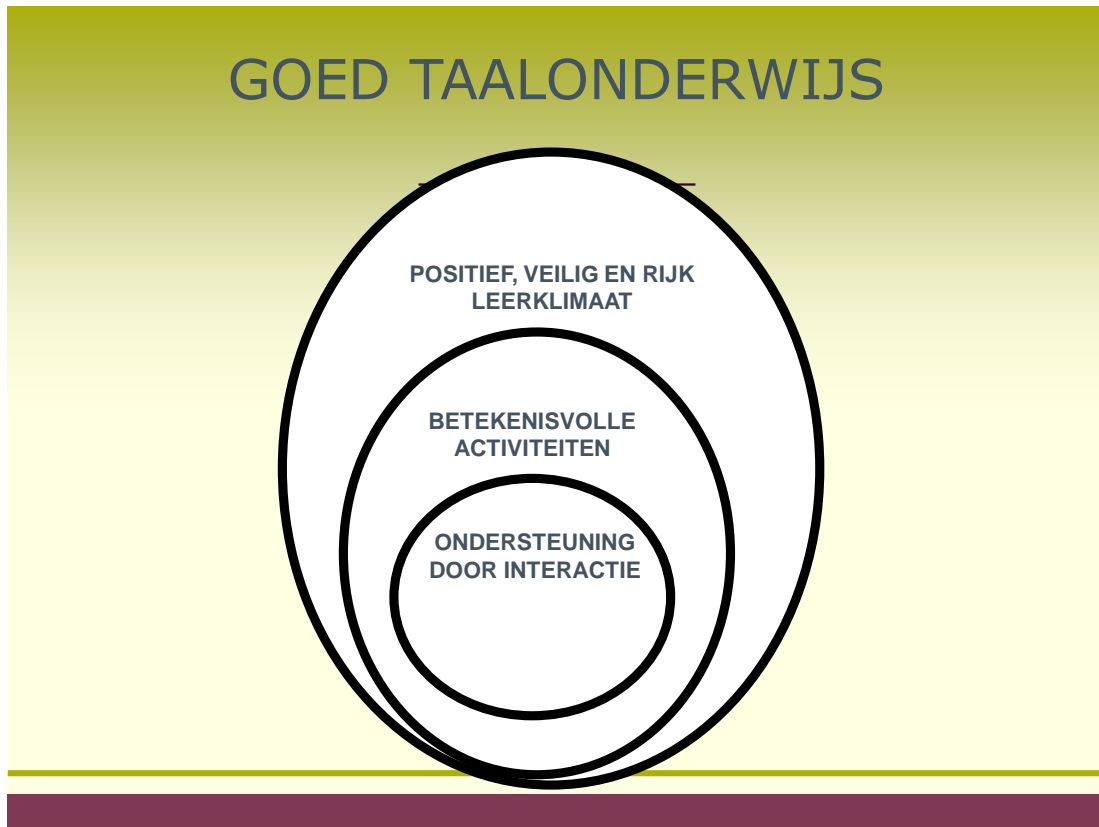 GOED TAALONDERWIJS
POSITIEF, VEILIG EN RIJK
LEERKLIMAAT
BETEKENISVOLLE
ACTIVITEITEN
ONDERSTEUNING
DOOR INTERACTIE